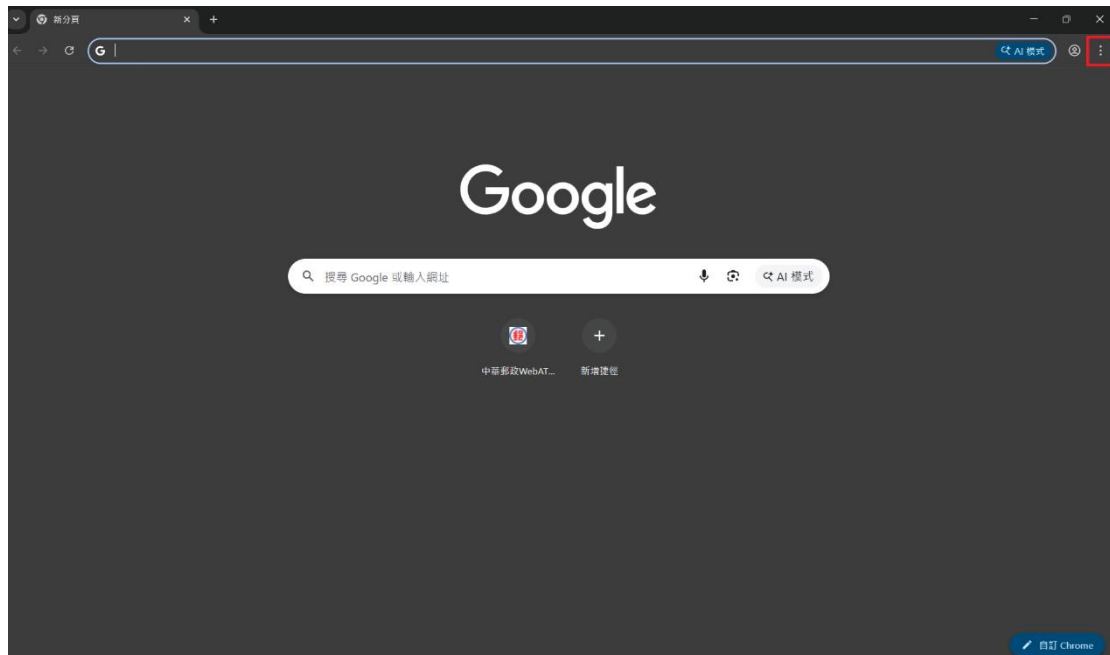 新分頁
G
AI 模式
Google
搜尋 Google 或輸入網址
AI 模式
郵
中華郵政WebAT...
新增捷徑
自訂 Chrome